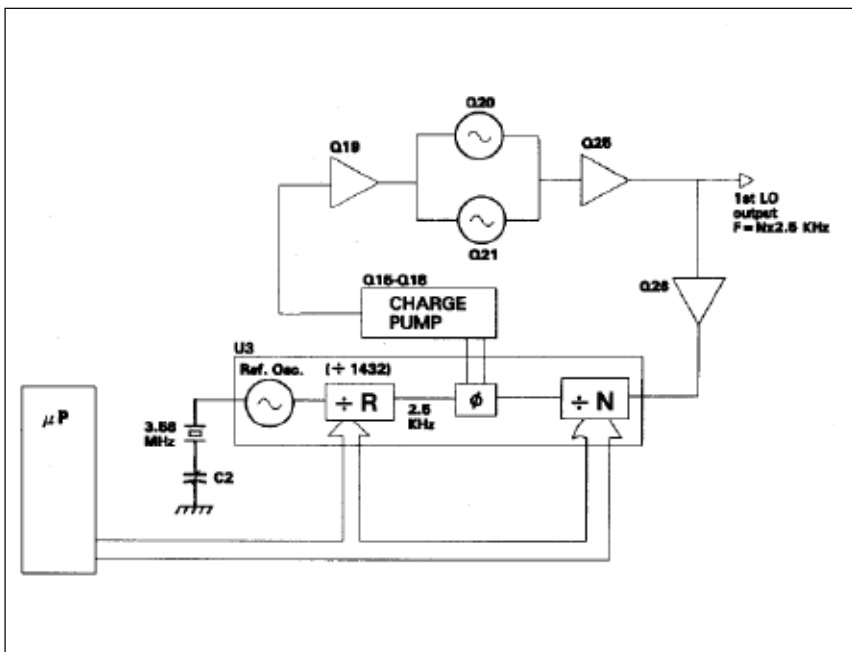 Q20
Q19
Q25
1st LO
output
F = Nx2.5 KHz
Q21
Q15-Q18
Q26
CHARGE
PUMP
U3
Ref. Osc.
(÷ 1432)
μP
÷ R
ϕ
÷ N
2.5
KHz
3.58
MHz
C2